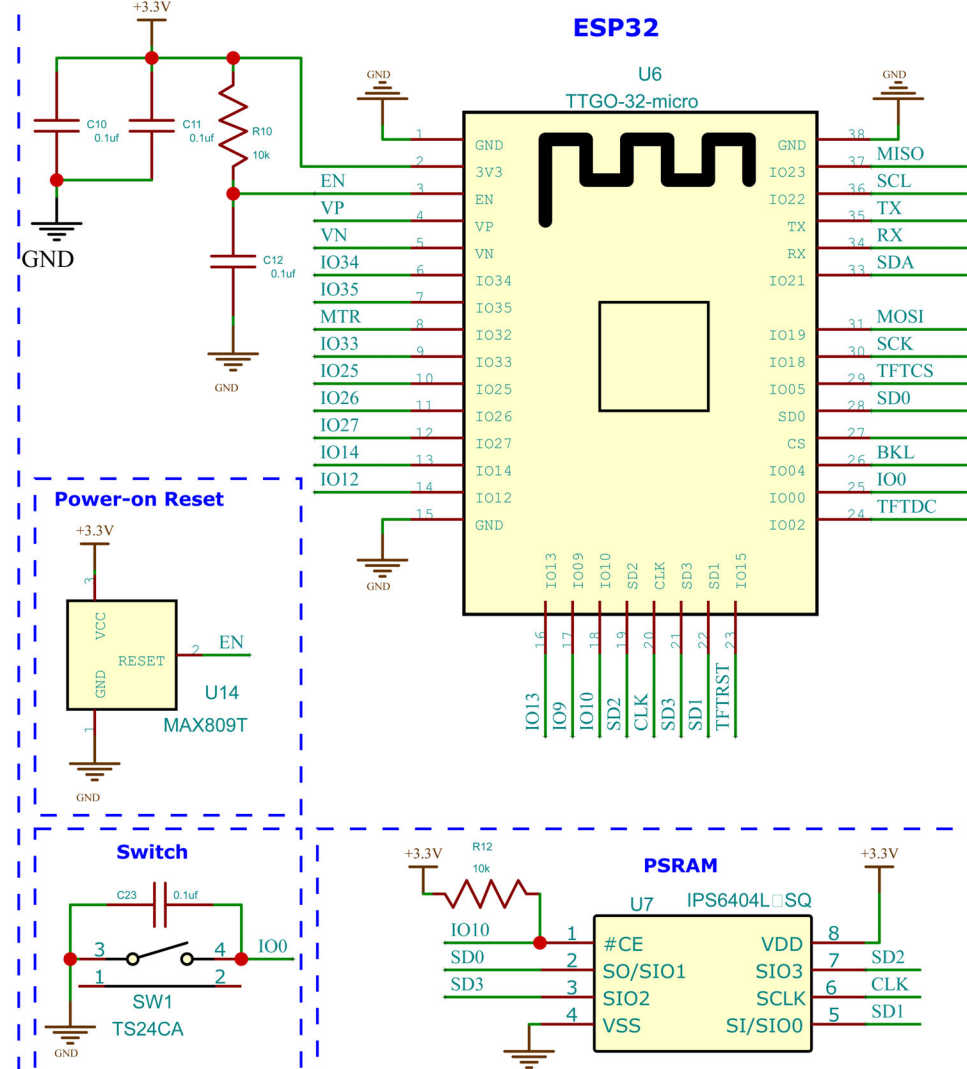 +3.3V
C10
0.1uf
C11
0.1uf
R10
10k
GND
C12
0.1uf
GND
ESP32
U6
TTGO-32-micro
GND
GND
1 GND
2 3V3
EN 3 EN
VP 4 VP
VN 5 VN
IO34 6 IO34
IO35 7 IO35
MTR 8 IO32
IO33 9 IO33
IO25 10 IO25
IO26 11 IO26
IO27 12 IO27
IO14 13 IO14
IO12 14 IO12
15 GND
GND
GND 38
IO23 37 MISO
IO22 36 SCL
TX 35 TX
RX 34 RX
IO21 33 SDA
IO19 31 MOSI
IO18 30 SCK
IO05 29 TFTCS
SD0 28 SD0
CS 27
IO04 26 BKL
IO00 25 IO0
IO02 24 TFTDC
IO13 16 IO13
IO09 17 IO9
IO10 18 IO10
SD2 19 SD2
CLK 20 CLK
SD3 21 SD3
SD1 22 SD1
IO15 23 TFTRST
Power-on Reset
+3.3V
3
VCC
RESET 2 EN
GND
1
U14
MAX809T
GND
Switch
C23 0.1uf
3 4 IO0
1 2
SW1
TS24CA
GND
PSRAM
+3.3V
R12
10k
+3.3V
U7 IPS6404L□SQ
IO10 1 #CE VDD 8
SD0 2 SO/SIO1 SIO3 7 SD2
SD3 3 SIO2 SCLK 6 CLK
4 VSS SI/SIO0 5 SD1